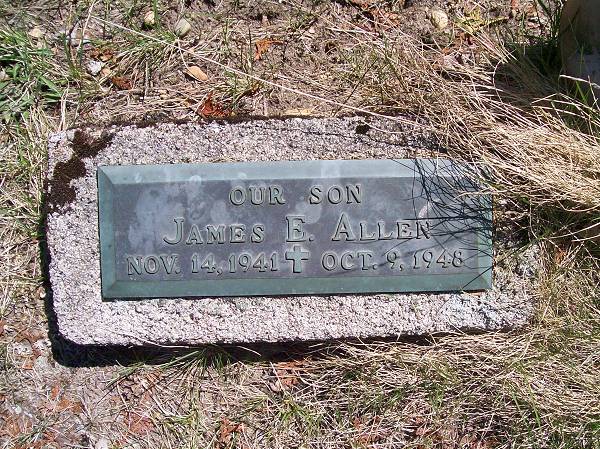 OUR SON
JAMES E. ALLEN
NOV. 14, 1941 ✝ OCT. 9, 1948